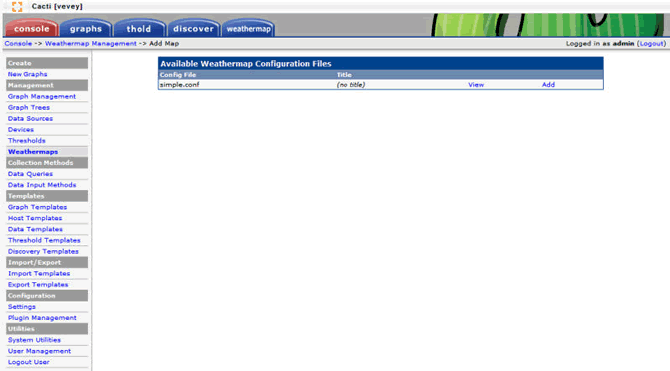 Cacti [vevey]
console graphs thold discover weathermap
Console -> Weathermap Management -> Add Map Logged in as admin (Logout)
Create
New Graphs
Management
Graph Management
Graph Trees
Data Sources
Devices
Thresholds
Weathermaps
Collection Methods
Data Queries
Data Input Methods
Templates
Graph Templates
Host Templates
Data Templates
Threshold Templates
Discovery Templates
Import/Export
Import Templates
Export Templates
Configuration
Settings
Plugin Management
Utilities
System Utilities
User Management
Logout User
Available Weathermap Configuration Files
Config File Title
simple.conf (no title) View Add